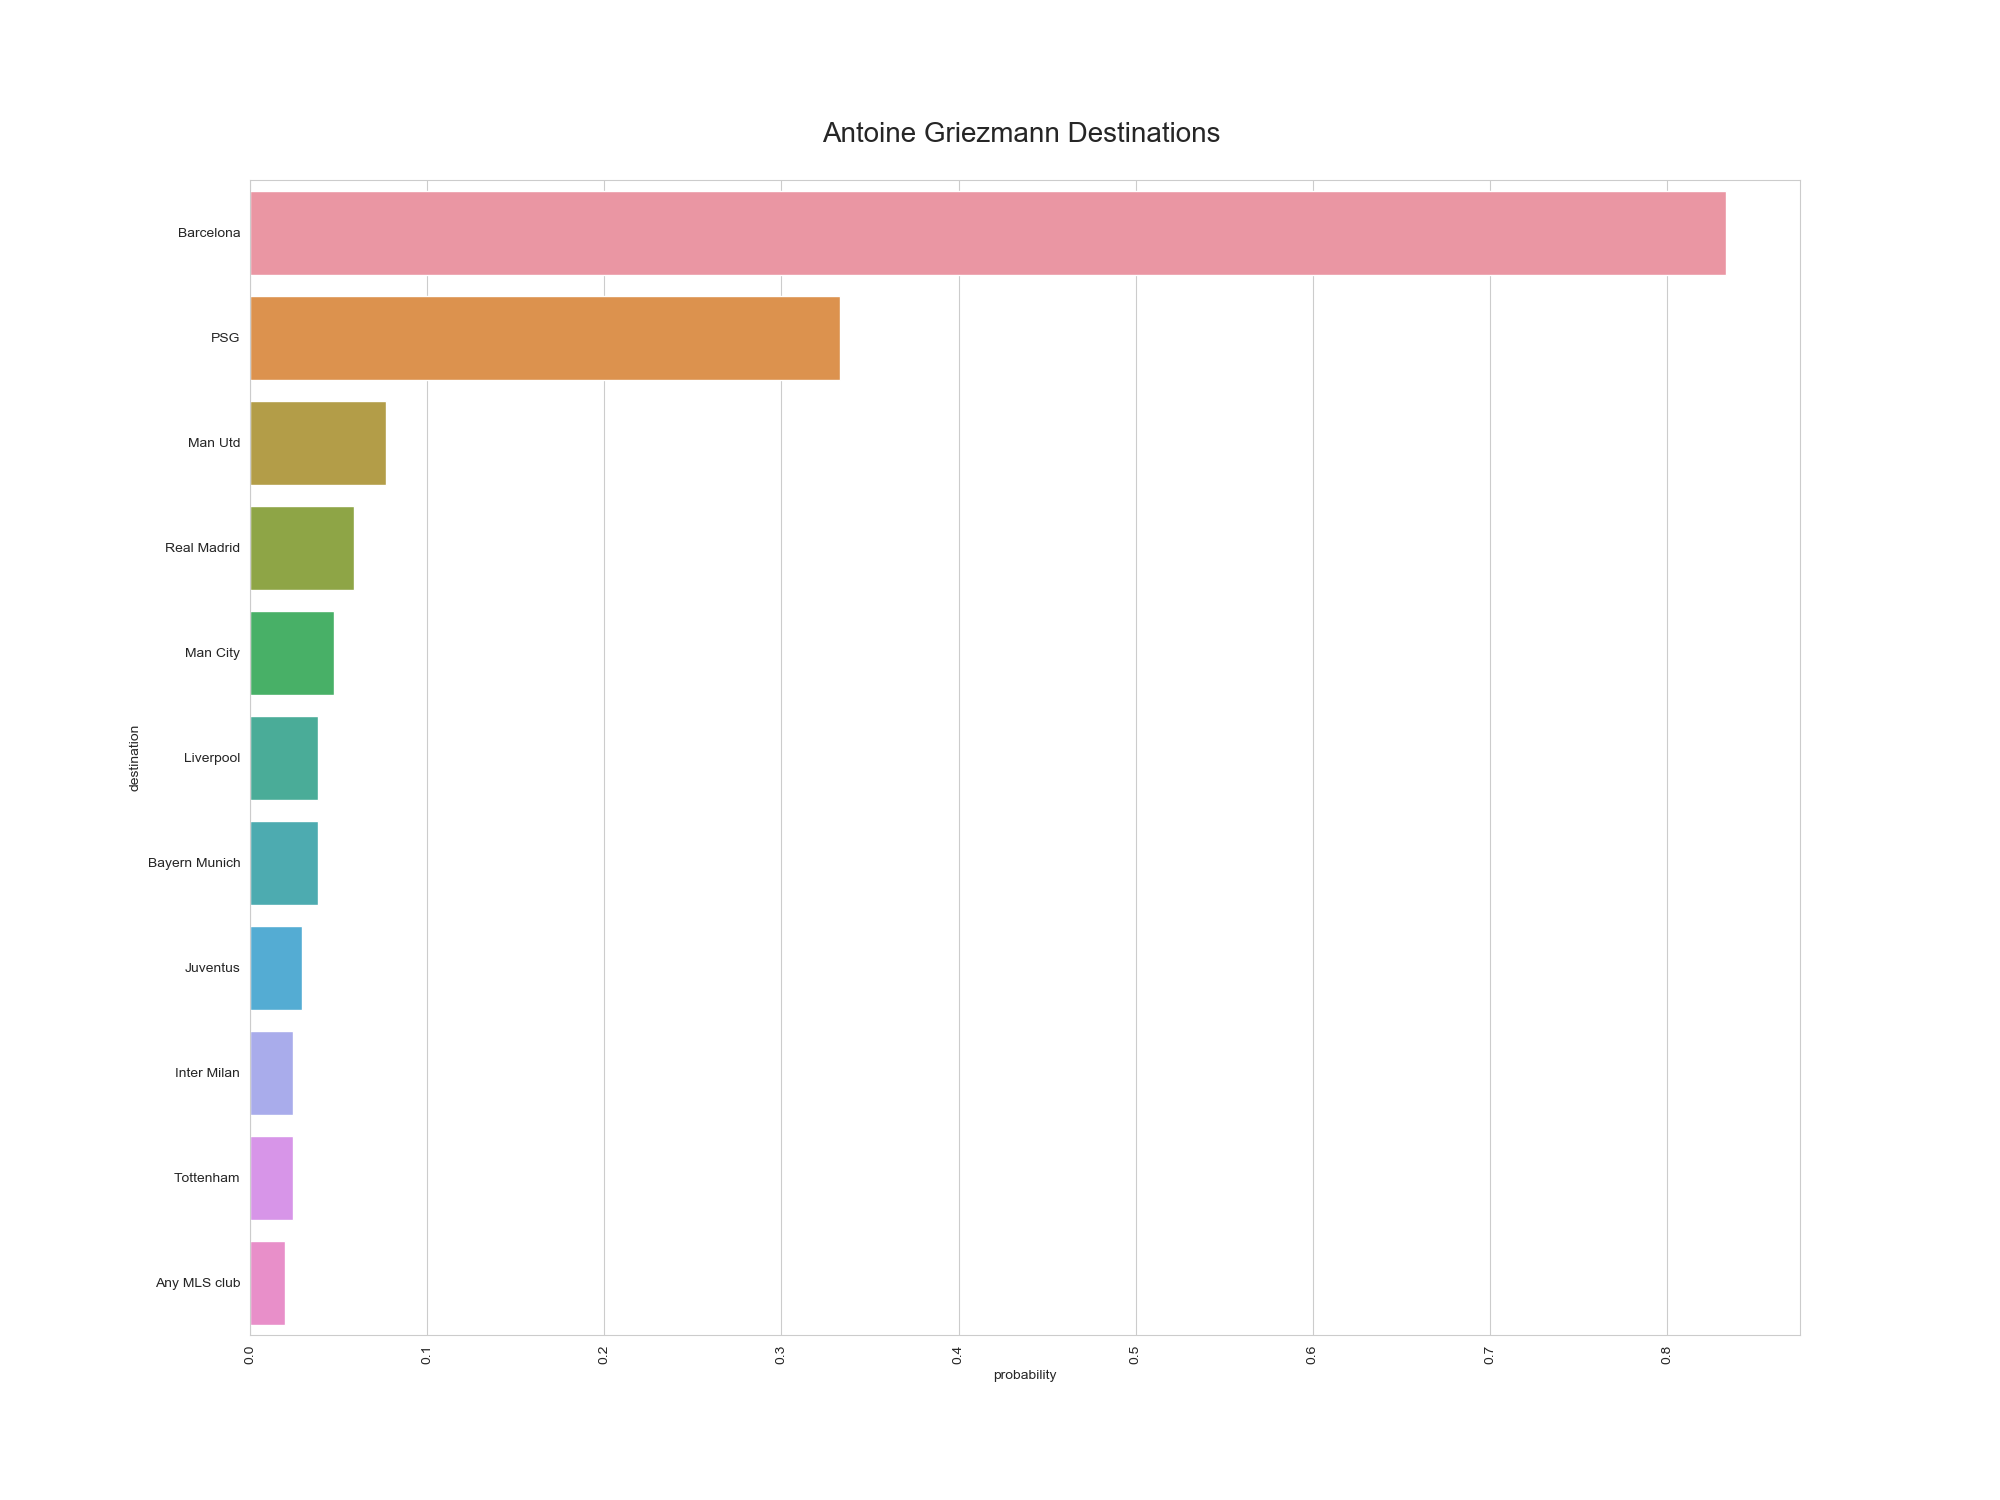 Antoine Griezmann Destinations
Barcelona
PSG
Man Utd
Real Madrid
Man City
Liverpool
Bayern Munich
Juventus
Inter Milan
Tottenham
Any MLS club
destination
0.0 0.1 0.2 0.3 0.4 0.5 0.6 0.7 0.8
probability